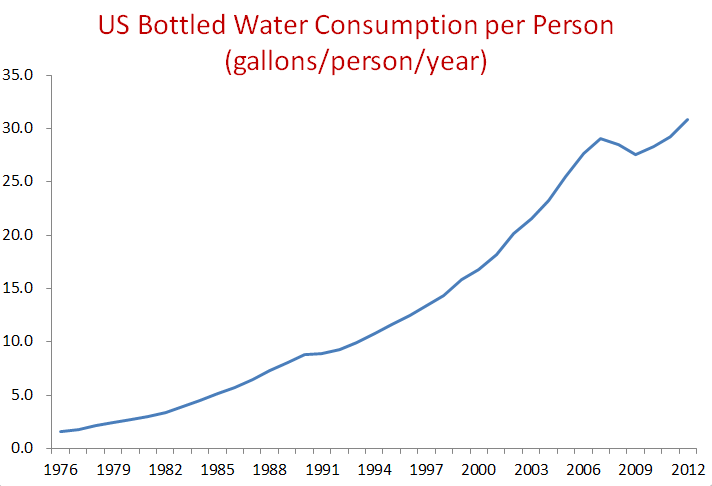 US Bottled Water Consumption per Person
(gallons/person/year)
35.0
30.0
25.0
20.0
15.0
10.0
5.0
0.0
1976 1979 1982 1985 1988 1991 1994 1997 2000 2003 2006 2009 2012